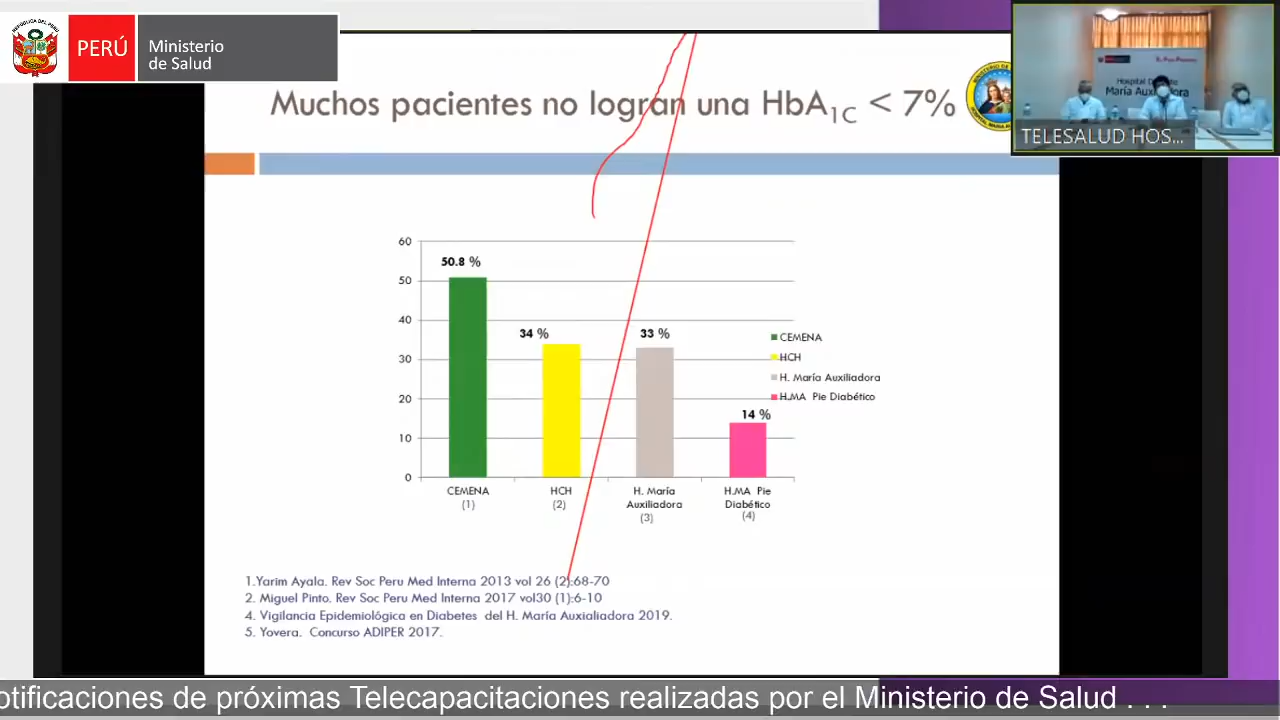 PERÚ
Ministerio
de Salud
Muchos pacientes no logran una HbA1C < 7%
Hospital
María Auxiliadora
TELESALUD HOS...
60
50
40
30
20
10
0
50.8 %
34 %
33 %
14 %
CEMENA
HCH
H. María Auxiliadora
H.MA Pie Diabético
CEMENA
(1)
HCH
(2)
H. María
Auxiliadora
(3)
H.MA Pie
Diabético
(4)
1.Yarim Ayala. Rev Soc Peru Med Interna 2013 vol 26 (2):68-70
2. Miguel Pinto. Rev Soc Peru Med Interna 2017 vol30 (1):6-10
4. Vigilancia Epidemiológica en Diabetes del H. María Auxialiadora 2019.
5. Yovera. Concurso ADIPER 2017.
otificaciones de próximas Telecapacitaciones realizadas por el Ministerio de Salud . . .